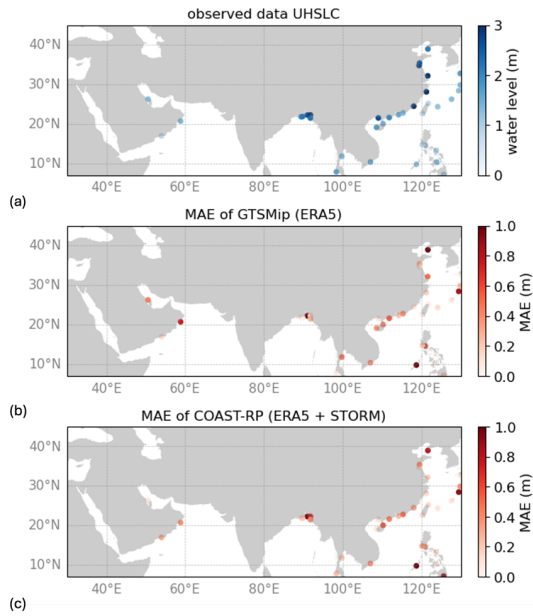 observed data UHSLC
40°N
30°N
20°N
10°N
40°E 60°E 80°E 100°E 120°E
3
2
1
0
water level (m)
(a)
MAE of GTSMip (ERA5)
40°N
30°N
20°N
10°N
40°E 60°E 80°E 100°E 120°E
1.0
0.8
0.6
0.4
0.2
0.0
MAE (m)
(b)
MAE of COAST-RP (ERA5 + STORM)
40°N
30°N
20°N
10°N
40°E 60°E 80°E 100°E 120°E
1.0
0.8
0.6
0.4
0.2
0.0
MAE (m)
(c)